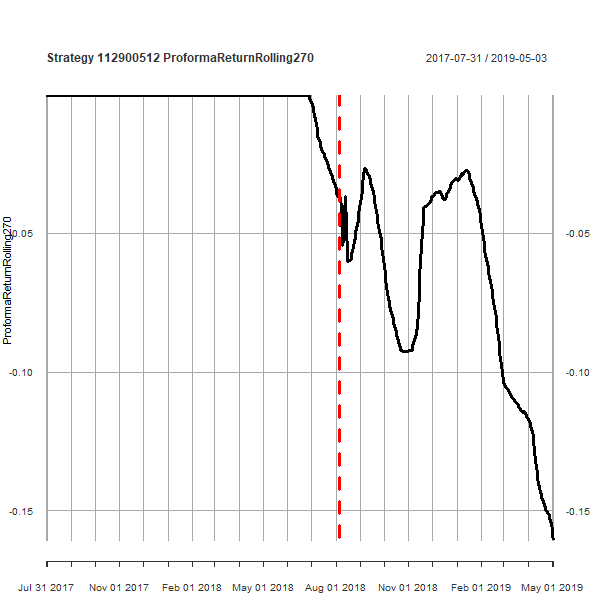 Strategy 112900512 ProformaReturnRolling270
2017-07-31 / 2019-05-03
ProformaReturnRolling270
-0.05
-0.05
-0.10
-0.10
-0.15
-0.15
Jul 31 2017
Nov 01 2017
Feb 01 2018
May 01 2018
Aug 01 2018
Nov 01 2018
Feb 01 2019
May 01 2019